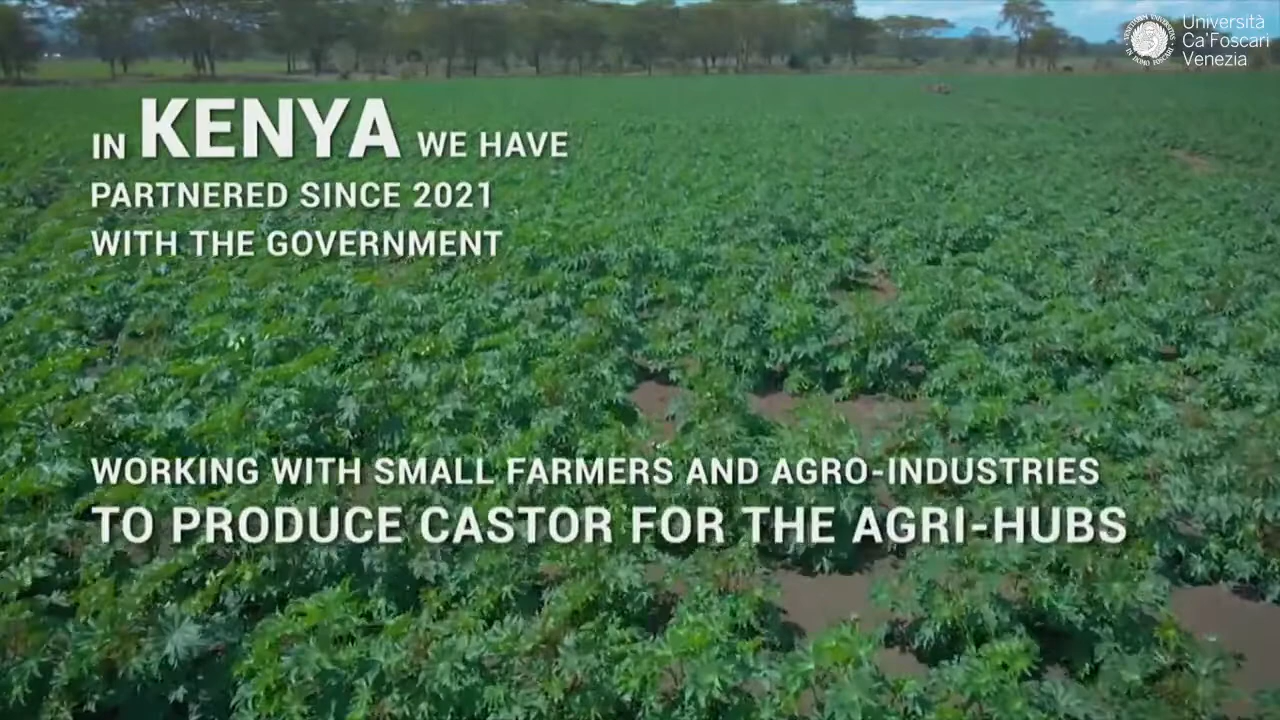 Università
Ca'Foscari
Venezia
IN KENYA WE HAVE
PARTNERED SINCE 2021
WITH THE GOVERNMENT
WORKING WITH SMALL FARMERS AND AGRO-INDUSTRIES
TO PRODUCE CASTOR FOR THE AGRI-HUBS